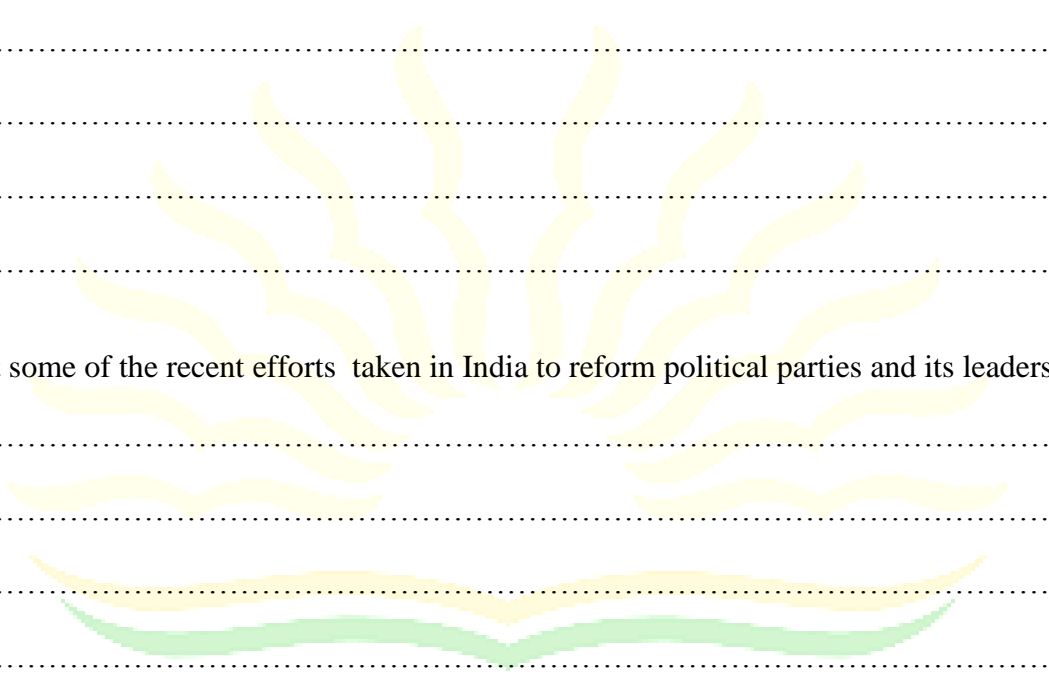 some of the recent efforts taken in India to reform political parties and its leaders